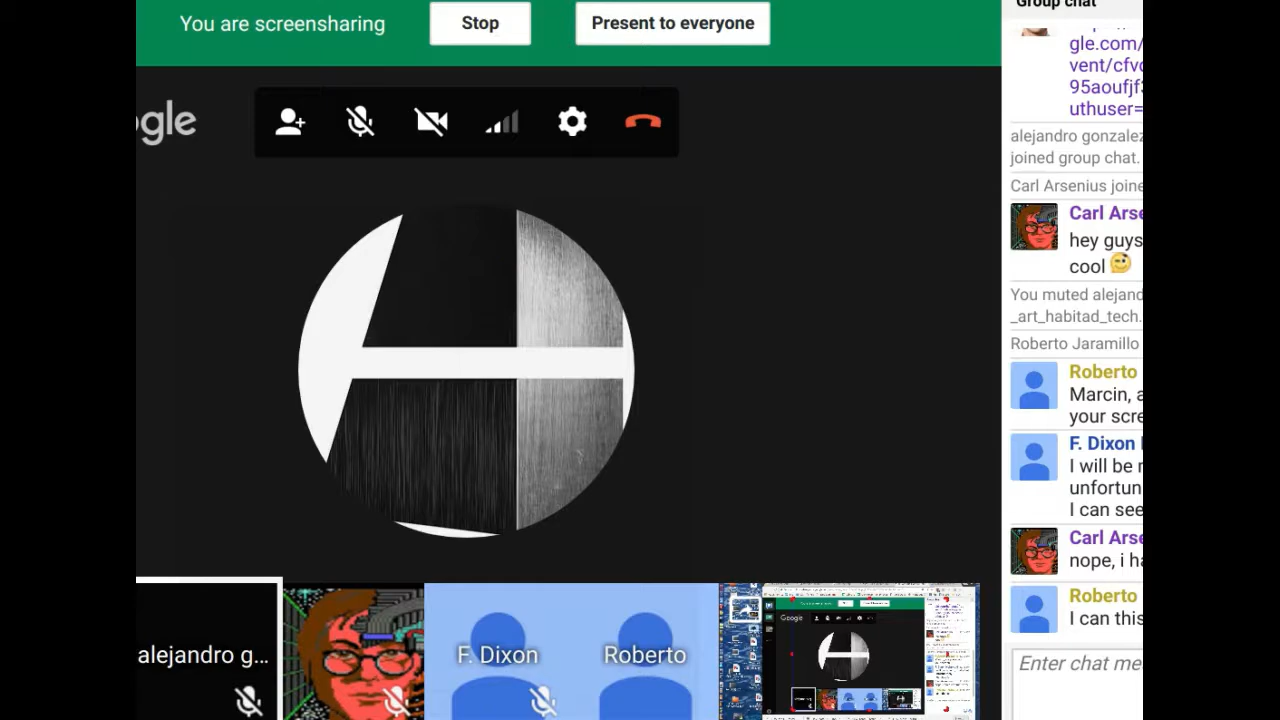 You are screensharing
Stop
Present to everyone
gle
Group chat
gle.com/
vent/cfv
95aoufjf
uthuser=
alejandro gonzalez
joined group chat.
Carl Arsenius joine
Carl Arse
hey guys
cool
You muted alejand
_art_habitad_tech.
Roberto Jaramillo
Roberto
Marcin, a
your scre
F. Dixon
I will be
unfortun
I can see
Carl Arse
nope, i h
Roberto
I can this
Enter chat me
alejandro g...
F. Dixon
Roberto